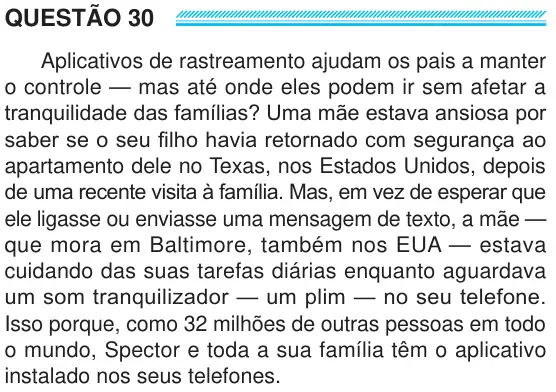 QUESTÃO 30
Aplicativos de rastreamento ajudam os pais a manter
o controle — mas até onde eles podem ir sem afetar a
tranquilidade das famílias? Uma mãe estava ansiosa por
saber se o seu filho havia retornado com segurança ao
apartamento dele no Texas, nos Estados Unidos, depois
de uma recente visita à família. Mas, em vez de esperar que
ele ligasse ou enviasse uma mensagem de texto, a mãe —
que mora em Baltimore, também nos EUA — estava
cuidando das suas tarefas diárias enquanto aguardava
um som tranquilizador — um plim — no seu telefone.
Isso porque, como 32 milhões de outras pessoas em todo
o mundo, Spector e toda a sua família têm o aplicativo
instalado nos seus telefones.